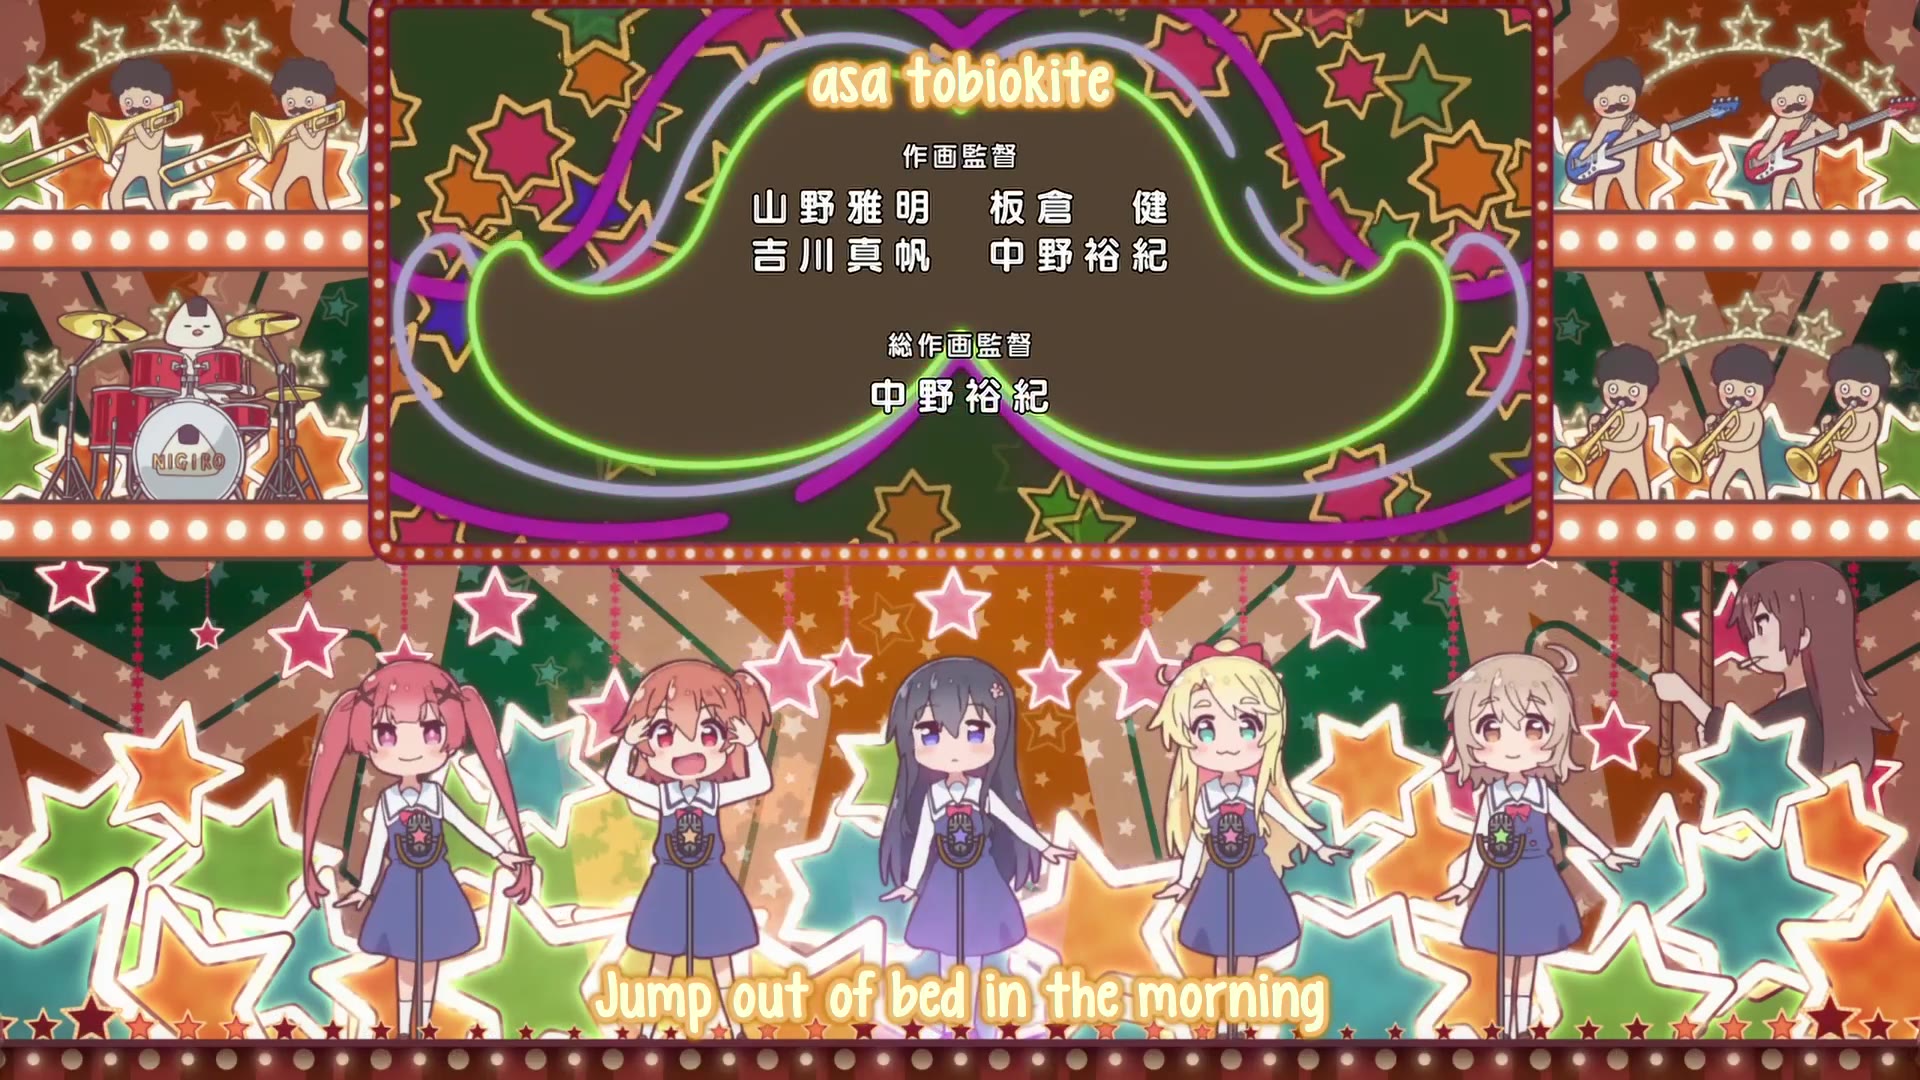 asa tobiokite
作画監督
山野雅明 板倉 健
吉川真帆 中野裕紀
総作画監督
中野裕紀
NIGIRO
Jump out of bed in the morning